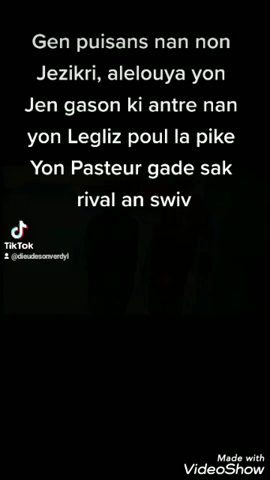 Gen puisans nan non
Jezikri, alelouya yon
Jen gason ki antre nan
yon Legliz poul la pike
Yon Pasteur gade sak
rival an swiv
TikTok
@dieudesonverdyl
Made with
VideoShow